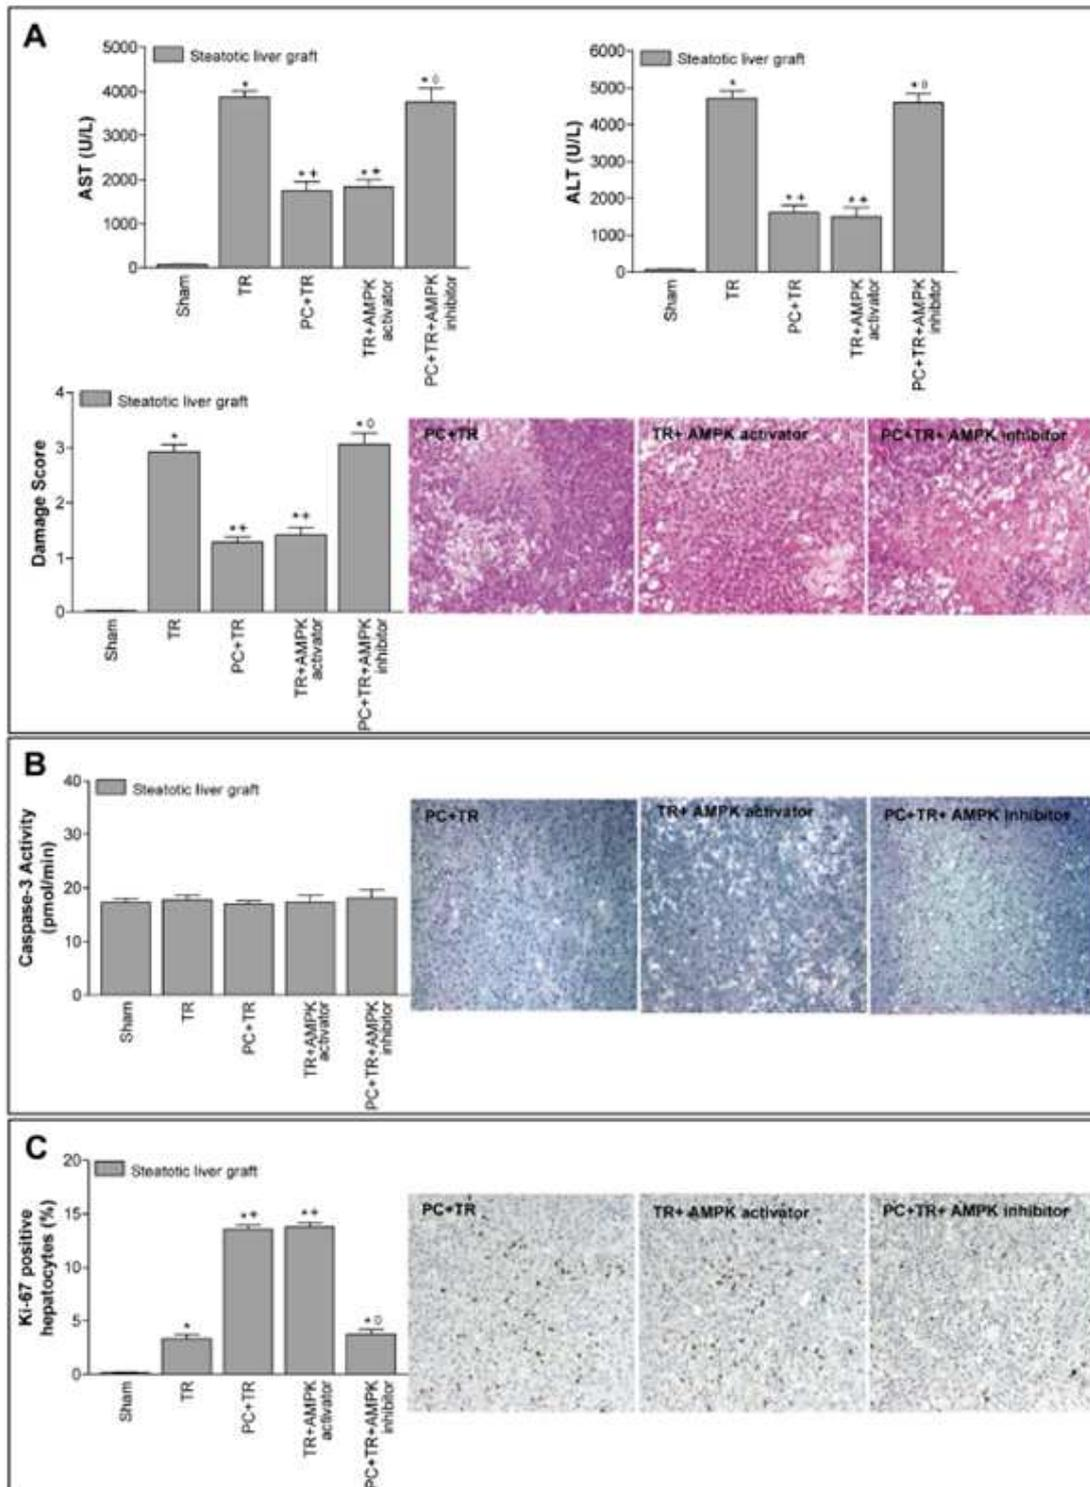 A
5000
4000
3000
2000
1000
0
AST (U/L)
Steatotic liver graft
*
*+
*+
*◊
Sham
TR
PC+TR
TR+AMPK
activator
PC+TR+AMPK
inhibitor
6000
5000
4000
3000
2000
1000
0
ALT (U/L)
Steatotic liver graft
*
*+
*+
*◊
Sham
TR
PC+TR
TR+AMPK
activator
PC+TR+AMPK
inhibitor
4
3
2
1
0
Damage Score
Steatotic liver graft
*
*+
*+
*◊
Sham
TR
PC+TR
TR+AMPK
activator
PC+TR+AMPK
inhibitor
PC+TR
TR+ AMPK activator
PC+TR+ AMPK inhibitor
B
40
30
20
10
0
Caspase-3 Activity
(pmol/min)
Steatotic liver graft
Sham
TR
PC+TR
TR+AMPK
activator
PC+TR+AMPK
inhibitor
PC+TR
TR+ AMPK activator
PC+TR+ AMPK inhibitor
C
20
15
10
5
0
Ki-67 positive
hepatocytes (%)
Steatotic liver graft
*
*+
*+
*◊
Sham
TR
PC+TR
TR+AMPK
activator
PC+TR+AMPK
inhibitor
PC+TR
TR+ AMPK activator
PC+TR+ AMPK inhibitor